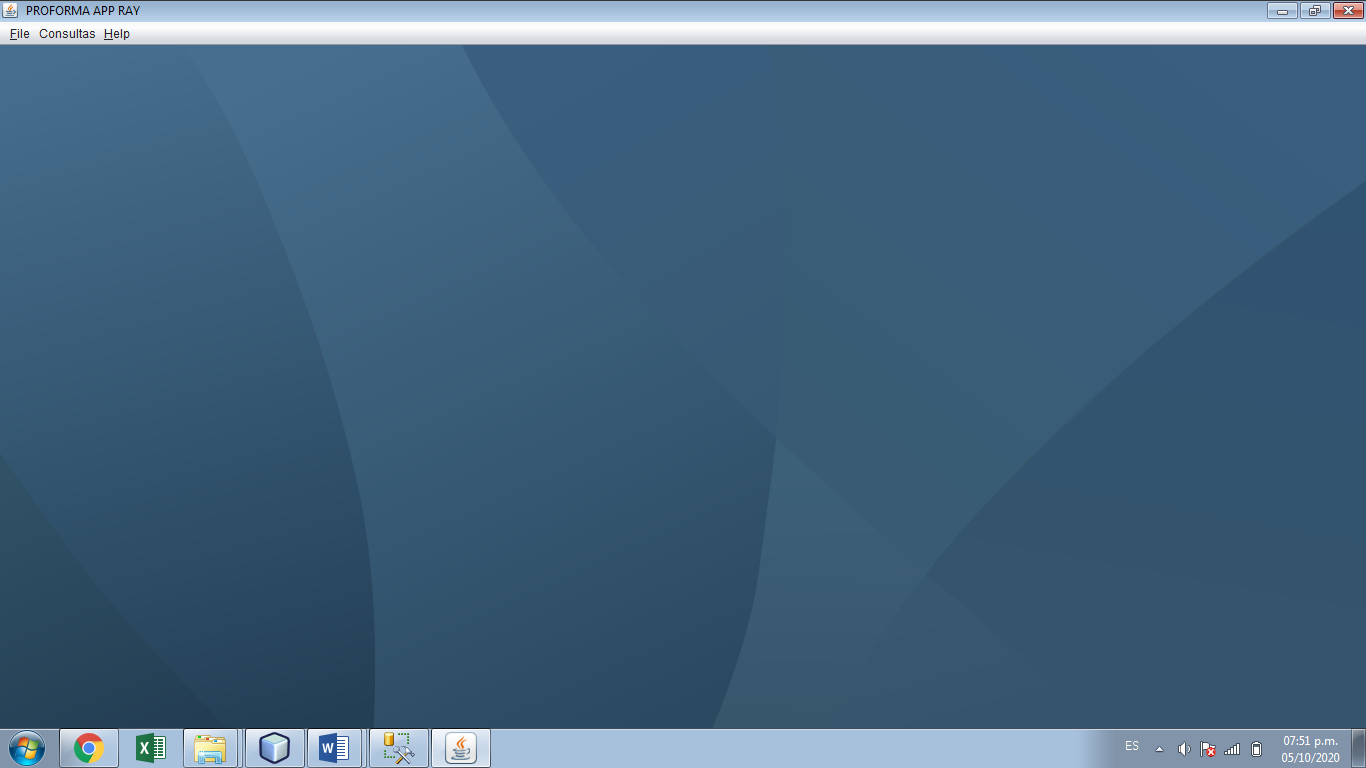 PROFORMA APP RAY
File Consultas Help
ES
07:51 p.m.
05/10/2020